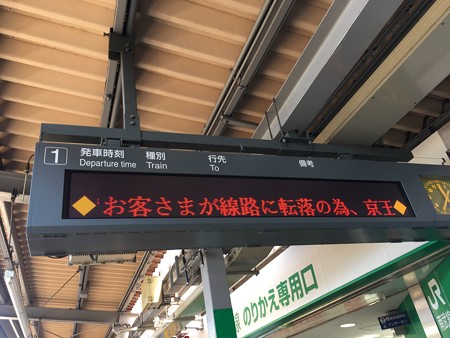 1 発車時刻 種別 行先 備考
Departure time Train To
お客さまが線路に転落の為、京王
線 のりかえ専用口
JR